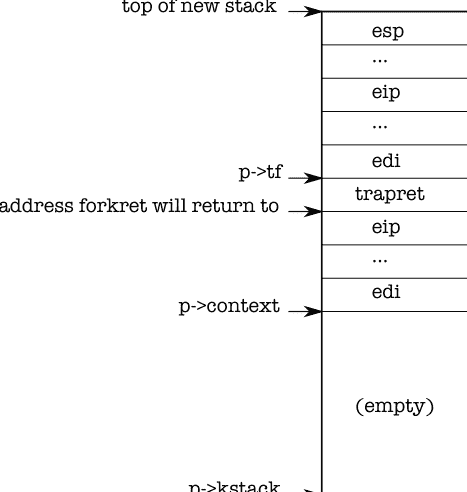 top of new stack
esp
...
eip
...
p->tf
edi
trapret
address forkret will return to
eip
...
p->context
edi
(empty)
p->kstack